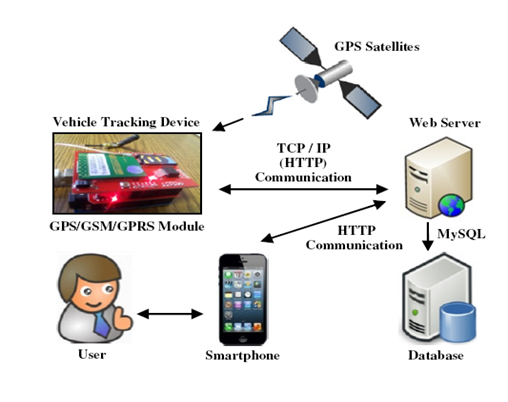 GPS Satellites
Vehicle Tracking Device
Web Server
TCP / IP
(HTTP)
Communication
GPS/GSM/GPRS Module
HTTP
Communication
MySQL
User
Smartphone
Database